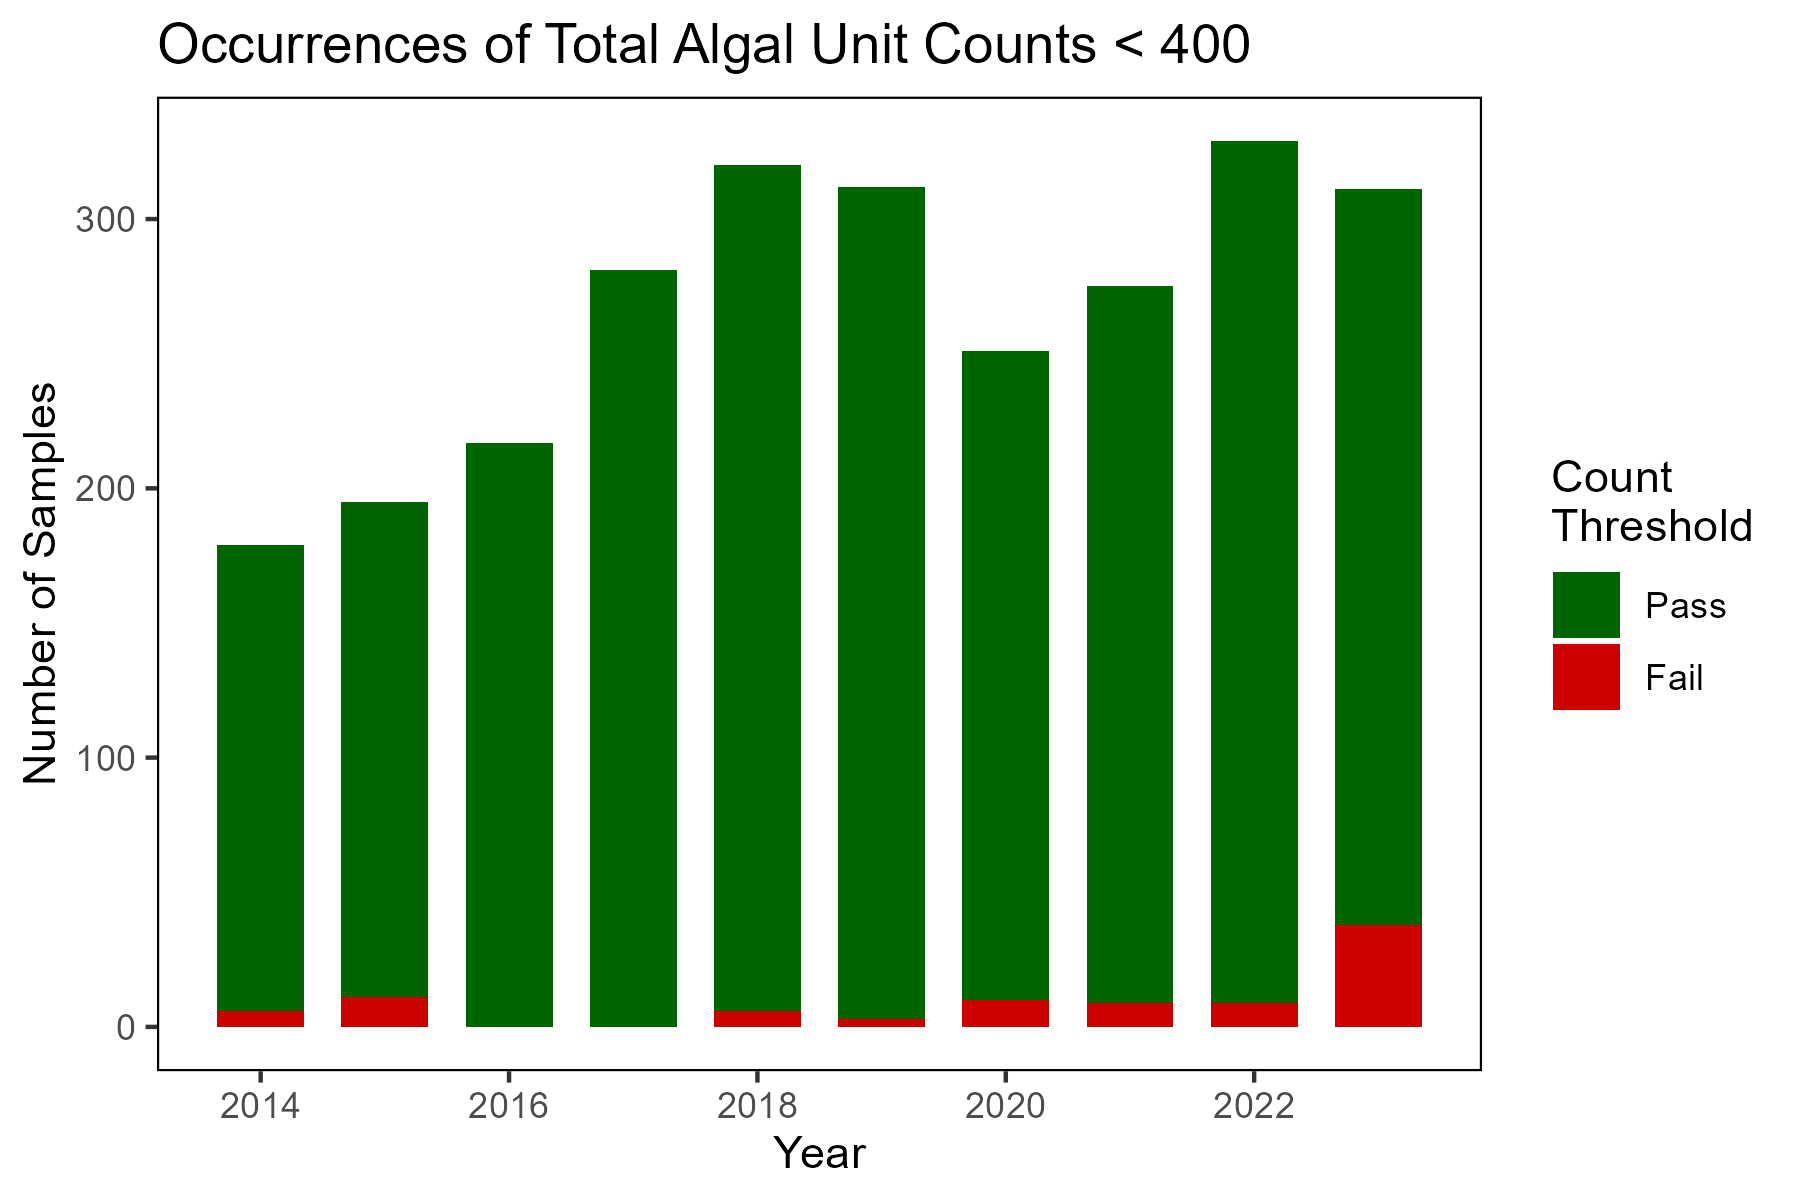 Occurrences of Total Algal Unit Counts < 400
Number of Samples
300
200
100
0
2014 2016 2018 2020 2022
Year
Count
Threshold
Pass
Fail